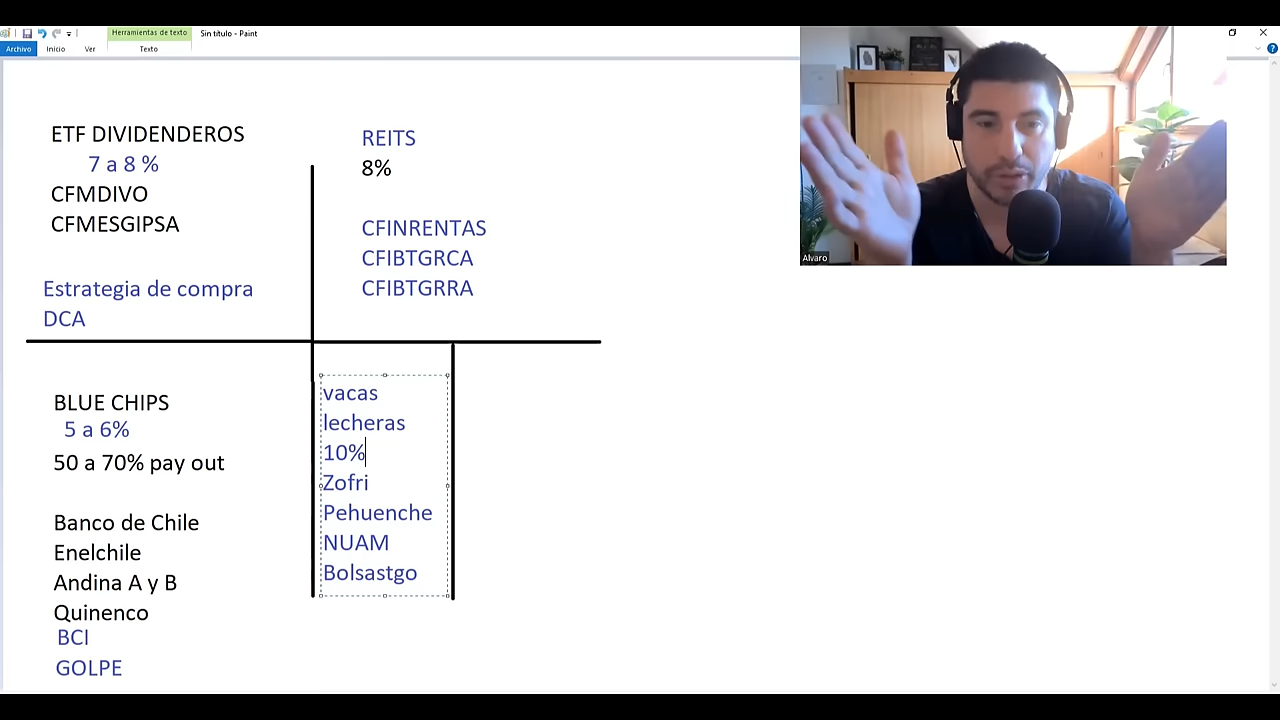 Herramientas de texto
Sin título - Paint
Archivo
Inicio
Ver
Texto
ETF DIVIDENDEROS
7 a 8 %
CFMDIVO
CFMESGIPSA
Estrategia de compra
DCA
REITS
8%
CFINRENTAS
CFIBTGRCA
CFIBTGRRA
BLUE CHIPS
5 a 6%
50 a 70% pay out
Banco de Chile
Enelchile
Andina A y B
Quinenco
BCI
GOLPE
vacas
lecheras
10%
Zofri
Pehuenche
NUAM
Bolsastgo
Alvaro